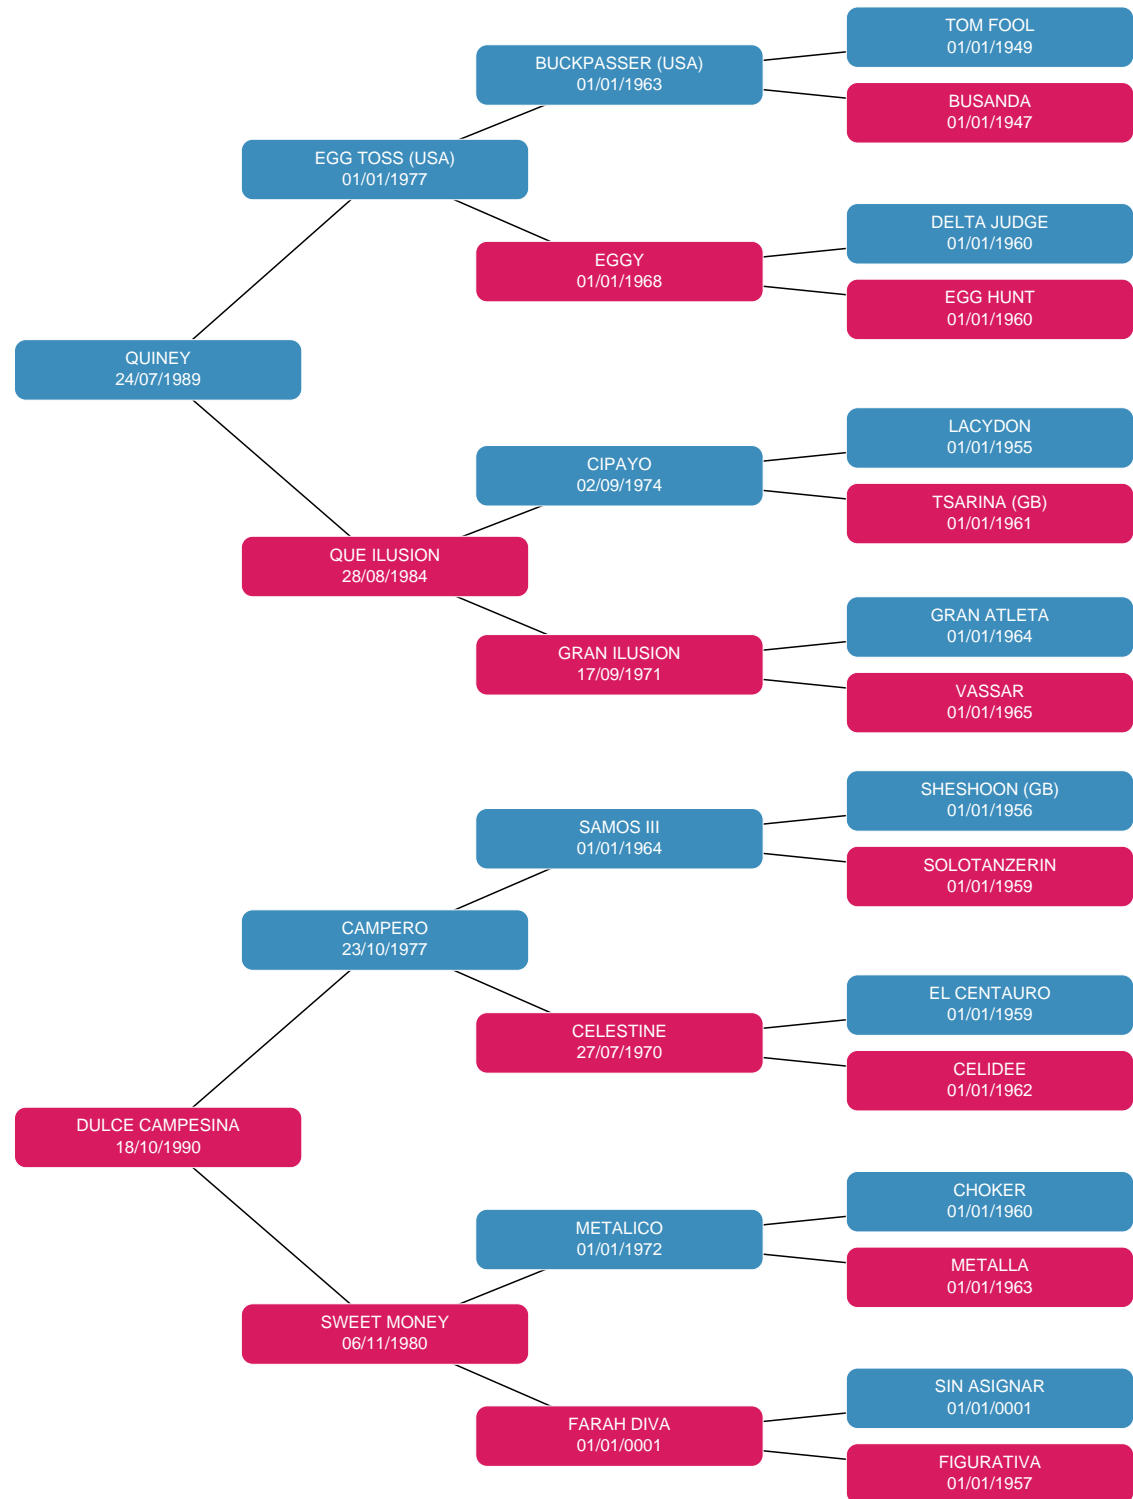 TOM FOOL
01/01/1949
BUCKPASSER (USA)
01/01/1963
BUSANDA
01/01/1947
EGG TOSS (USA)
01/01/1977
DELTA JUDGE
01/01/1960
EGGY
01/01/1968
EGG HUNT
01/01/1960
QUINEY
24/07/1989
LACYDON
01/01/1955
CIPAYO
02/09/1974
TSARINA (GB)
01/01/1961
QUE ILUSION
28/08/1984
GRAN ATLETA
01/01/1964
GRAN ILUSION
17/09/1971
VASSAR
01/01/1965
SHESHOON (GB)
01/01/1956
SAMOS III
01/01/1964
SOLOTANZERIN
01/01/1959
CAMPERO
23/10/1977
EL CENTAURO
01/01/1959
CELESTINE
27/07/1970
CELIDEE
01/01/1962
DULCE CAMPESINA
18/10/1990
CHOKER
01/01/1960
METALICO
01/01/1972
METALLA
01/01/1963
SWEET MONEY
06/11/1980
SIN ASIGNAR
01/01/0001
FARAH DIVA
01/01/0001
FIGURATIVA
01/01/1957